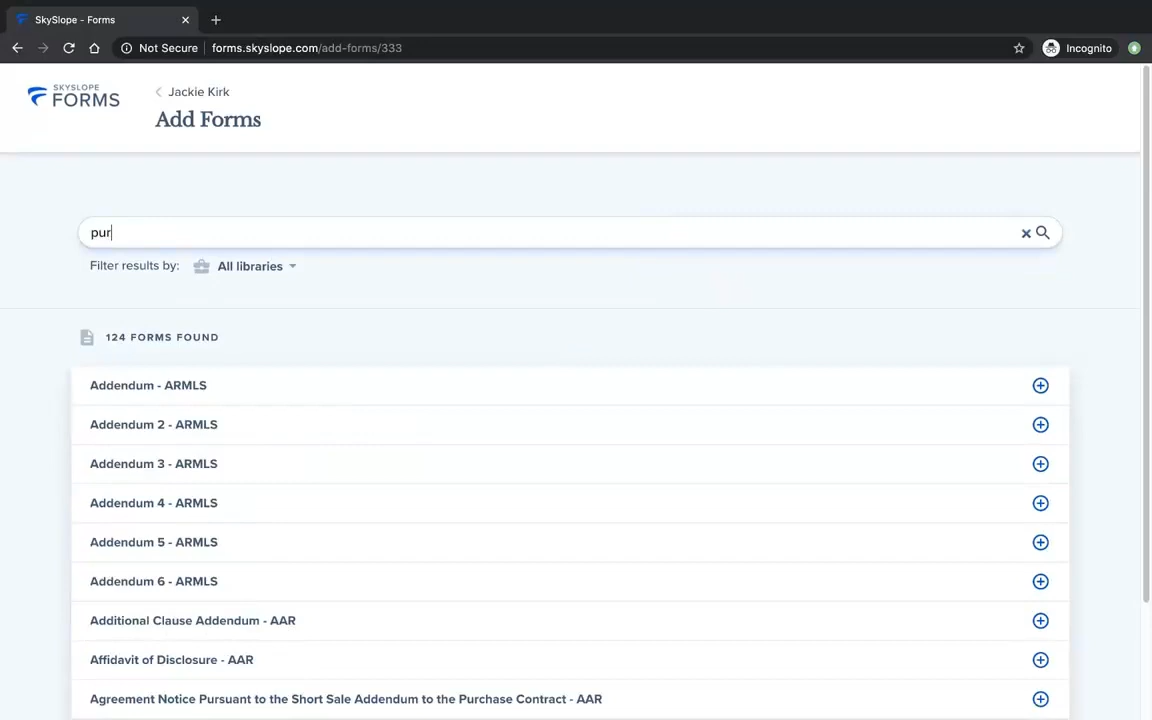 SkySlope - Forms
Not Secure
forms.skyslope.com/add-forms/333
Incognito
SKYSLOPE
FORMS
Jackie Kirk
Add Forms
pur
Filter results by:
All libraries
124 FORMS FOUND
Addendum - ARMLS
Addendum 2 - ARMLS
Addendum 3 - ARMLS
Addendum 4 - ARMLS
Addendum 5 - ARMLS
Addendum 6 - ARMLS
Additional Clause Addendum - AAR
Affidavit of Disclosure - AAR
Agreement Notice Pursuant to the Short Sale Addendum to the Purchase Contract - AAR